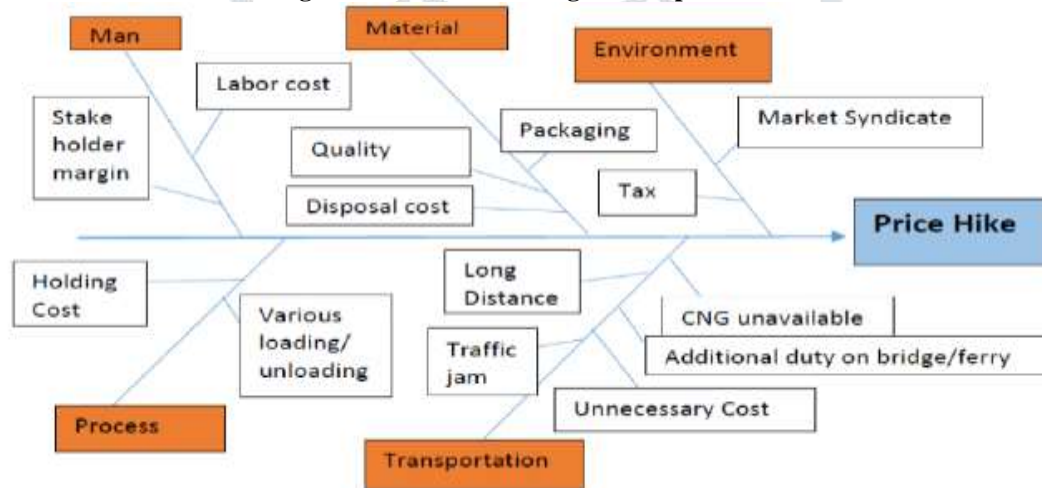 Man
Material
Environment
Labor cost
Stake
holder
margin
Packaging
Market Syndicate
Quality
Tax
Disposal cost
Price Hike
Holding
Cost
Long
Distance
Various
loading/
unloading
CNG unavailable
Traffic
jam
Additional duty on bridge/ferry
Unnecessary Cost
Process
Transportation